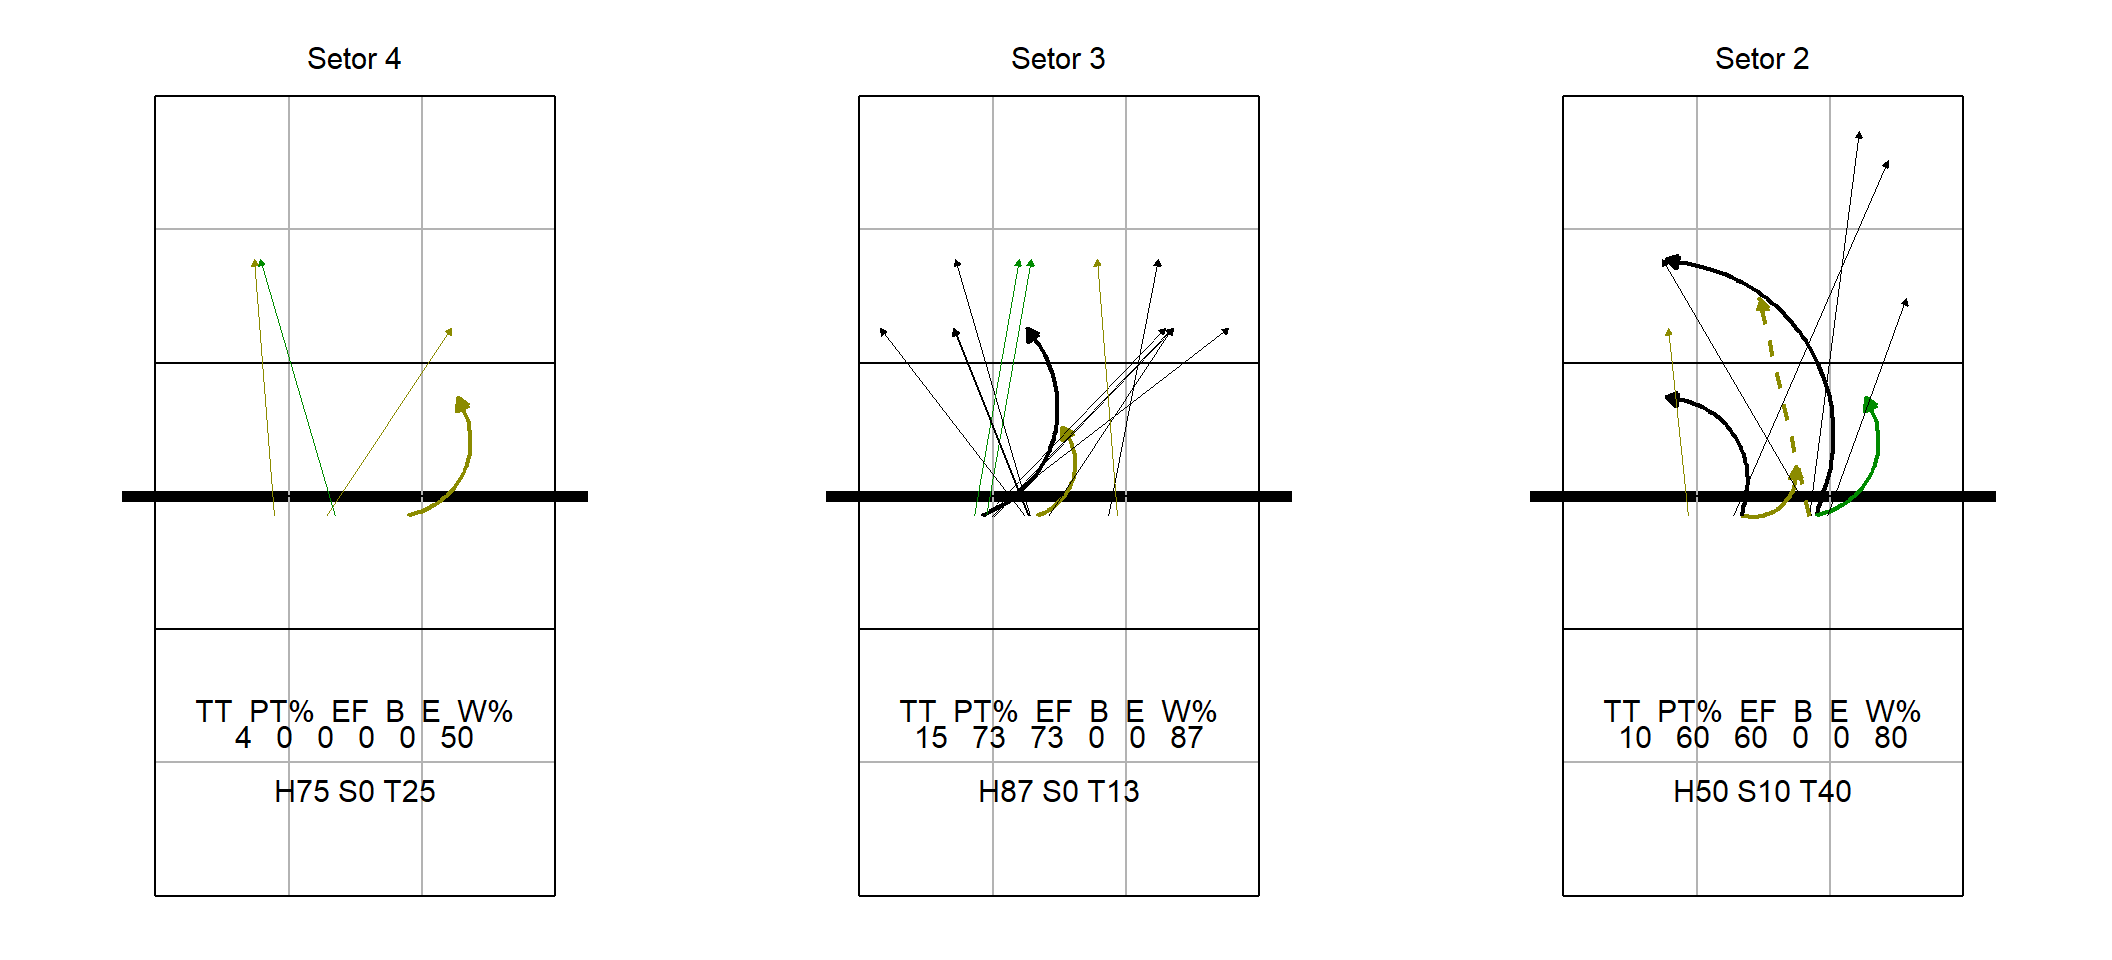 Setor 4
TT PT% EF B E W%
4 0 0 0 0 50
H75 S0 T25
Setor 3
TT PT% EF B E W%
15 73 73 0 0 87
H87 S0 T13
Setor 2
TT PT% EF B E W%
10 60 60 0 0 80
H50 S10 T40